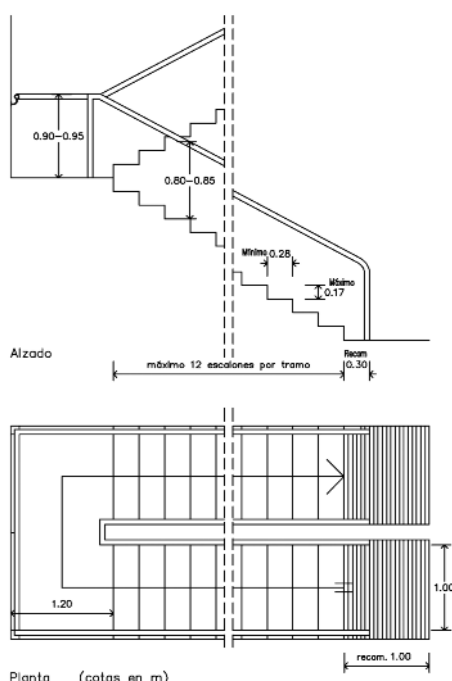 0.90-0.95
0.80-0.85
Mínimo 0.28
Máximo
0.17
Alzado
máximo 12 escalones por tramo
Recom
0.30
1.20
1.00
recom. 1.00
Planta (cotas en m)